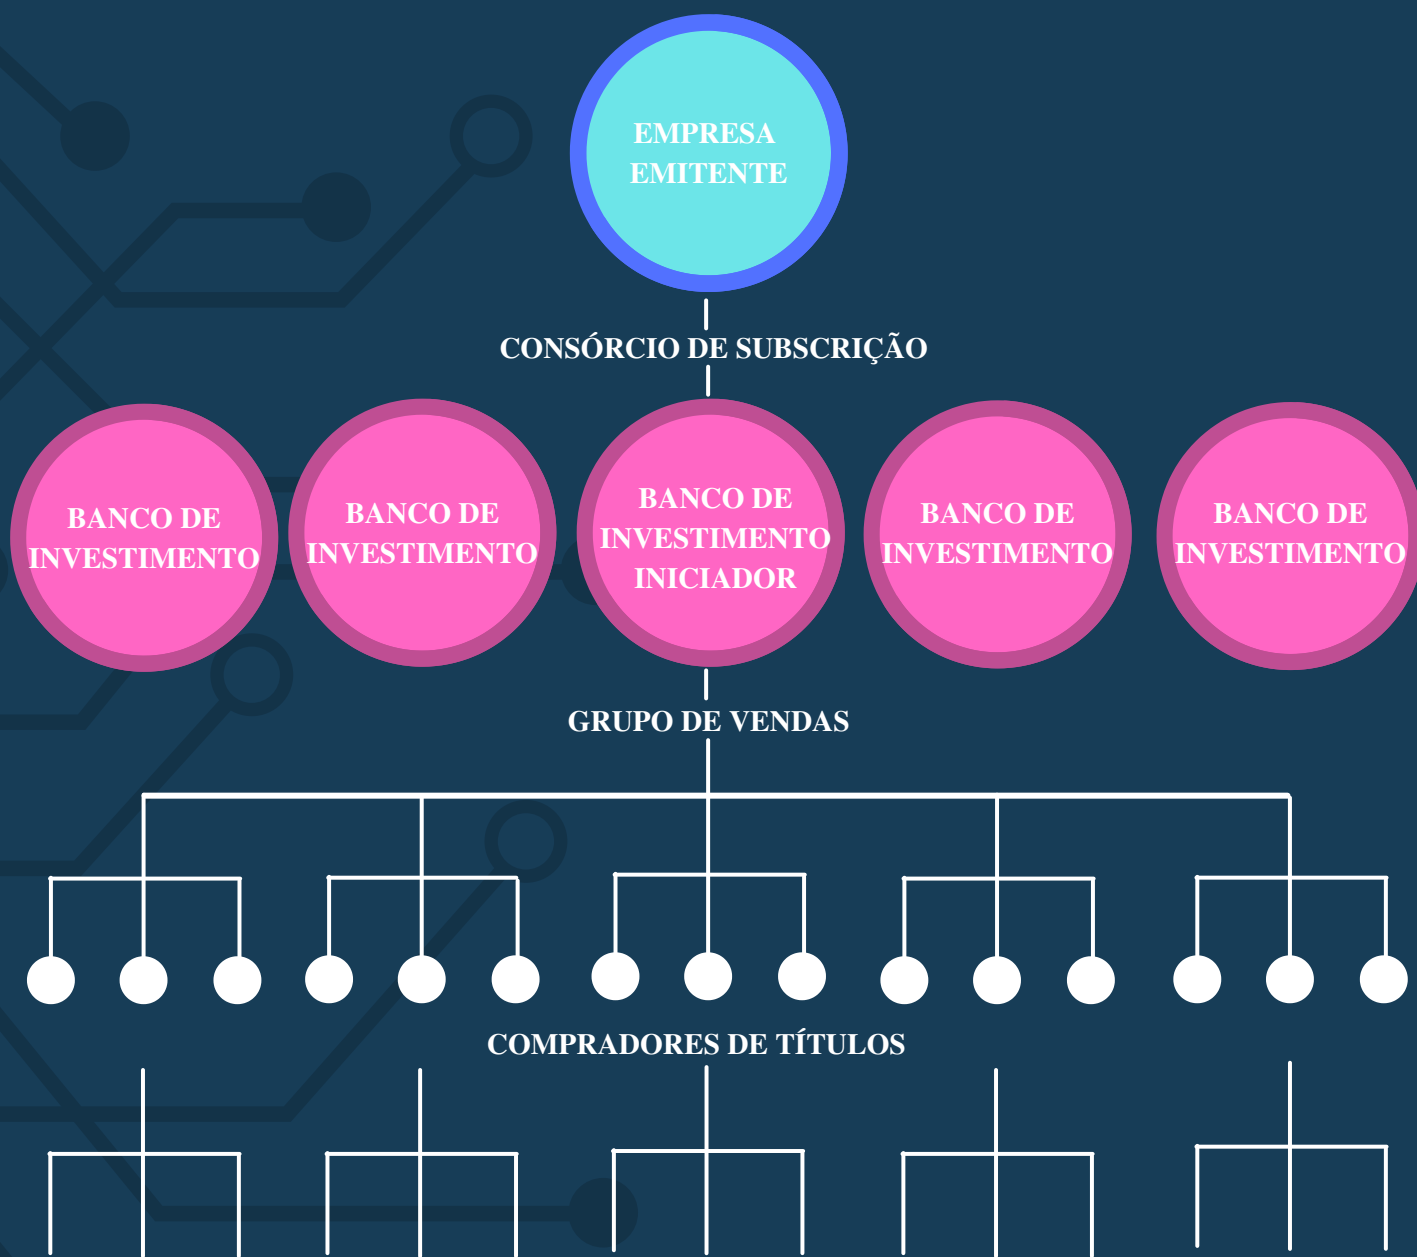 EMPRESA
EMITENTE
CONSÓRCIO DE SUBSCRIÇÃO
BANCO DE
INVESTIMENTO
BANCO DE
INVESTIMENTO
BANCO DE
INVESTIMENTO
INICIADOR
BANCO DE
INVESTIMENTO
BANCO DE
INVESTIMENTO
GRUPO DE VENDAS
COMPRADORES DE TÍTULOS